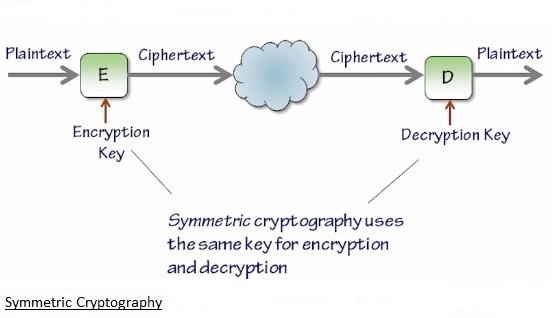 Plaintext Ciphertext Ciphertext Plaintext
E D
Encryption
Key
Decryption Key
Symmetric cryptography uses
the same key for encryption
and decryption
Symmetric Cryptography